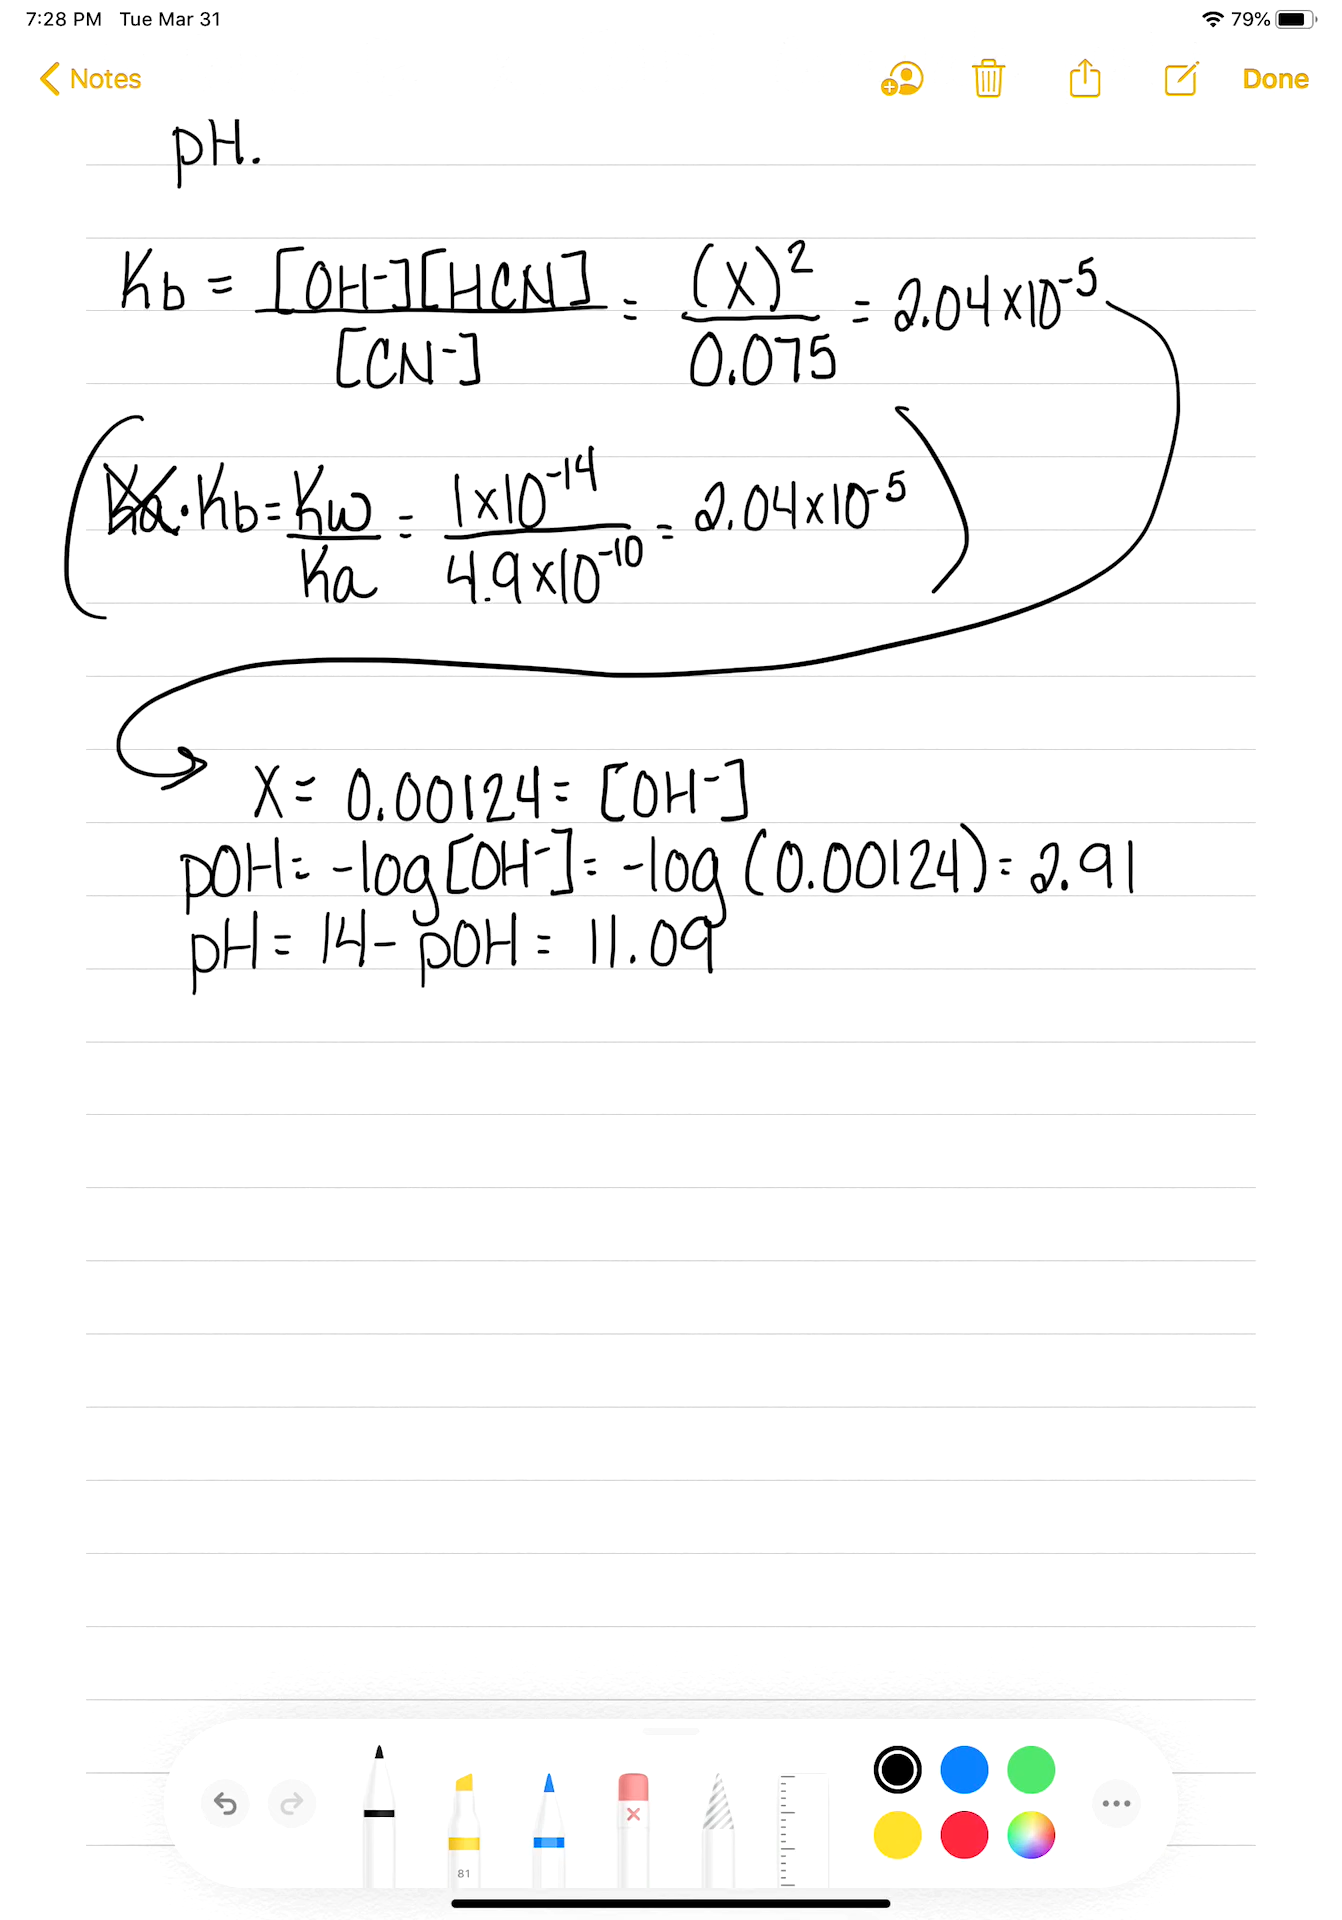 7:28 PM Tue Mar 31 79%
Notes Done
pH.
Kb = [OH⁻][HCN] / [CN⁻] = (x)² / 0.075 = 2.04x10⁻⁵
(Ka · Kb = Kw / Ka = 1x10⁻¹⁴ / 4.9x10⁻¹⁰ = 2.04x10⁻⁵)
X = 0.00124 = [OH⁻]
pOH = -log[OH⁻] = -log(0.00124) = 2.91
pH = 14 - pOH = 11.09
81